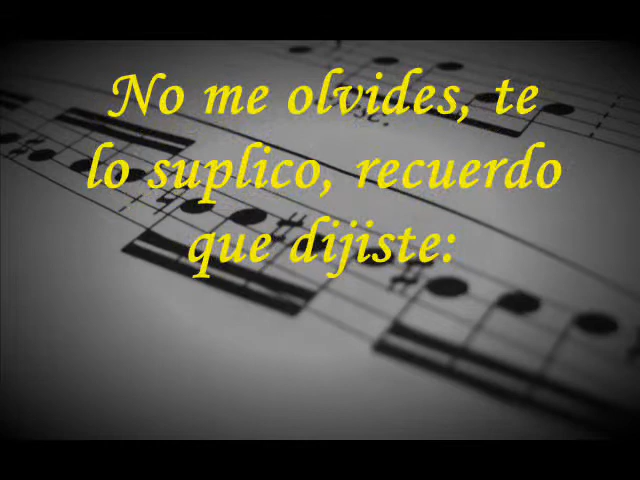 No me olvides, te
lo suplico, recuerdo
que dijiste: